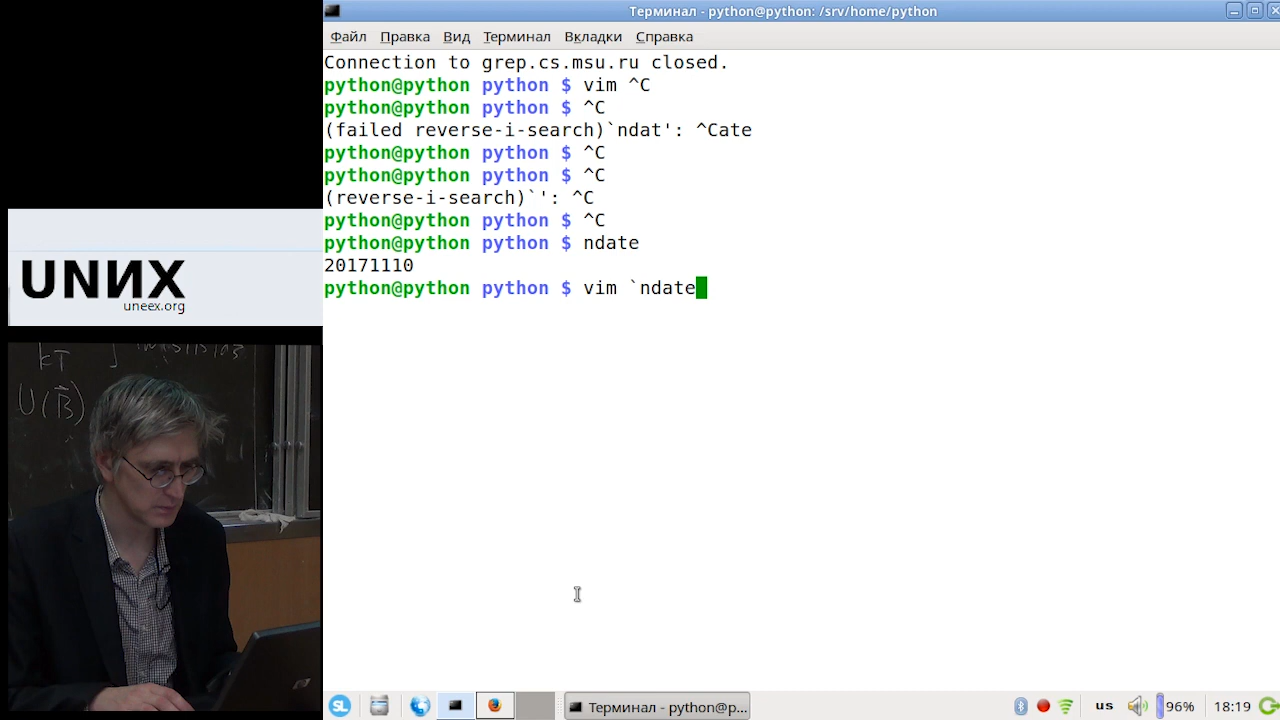 Терминал - python@python: /srv/home/python
Файл Правка Вид Терминал Вкладки Справка
Connection to grep.cs.msu.ru closed.
python@python python $ vim ^C
python@python python $ ^C
(failed reverse-i-search)`ndat': ^Cate
python@python python $ ^C
python@python python $ ^C
(reverse-i-search)`': ^C
python@python python $ ^C
python@python python $ ndate
20171110
python@python python $ vim `ndate
UNИX
uneex.org
kT
U(B)
SL
Терминал - python@p...
us
96%
18:19